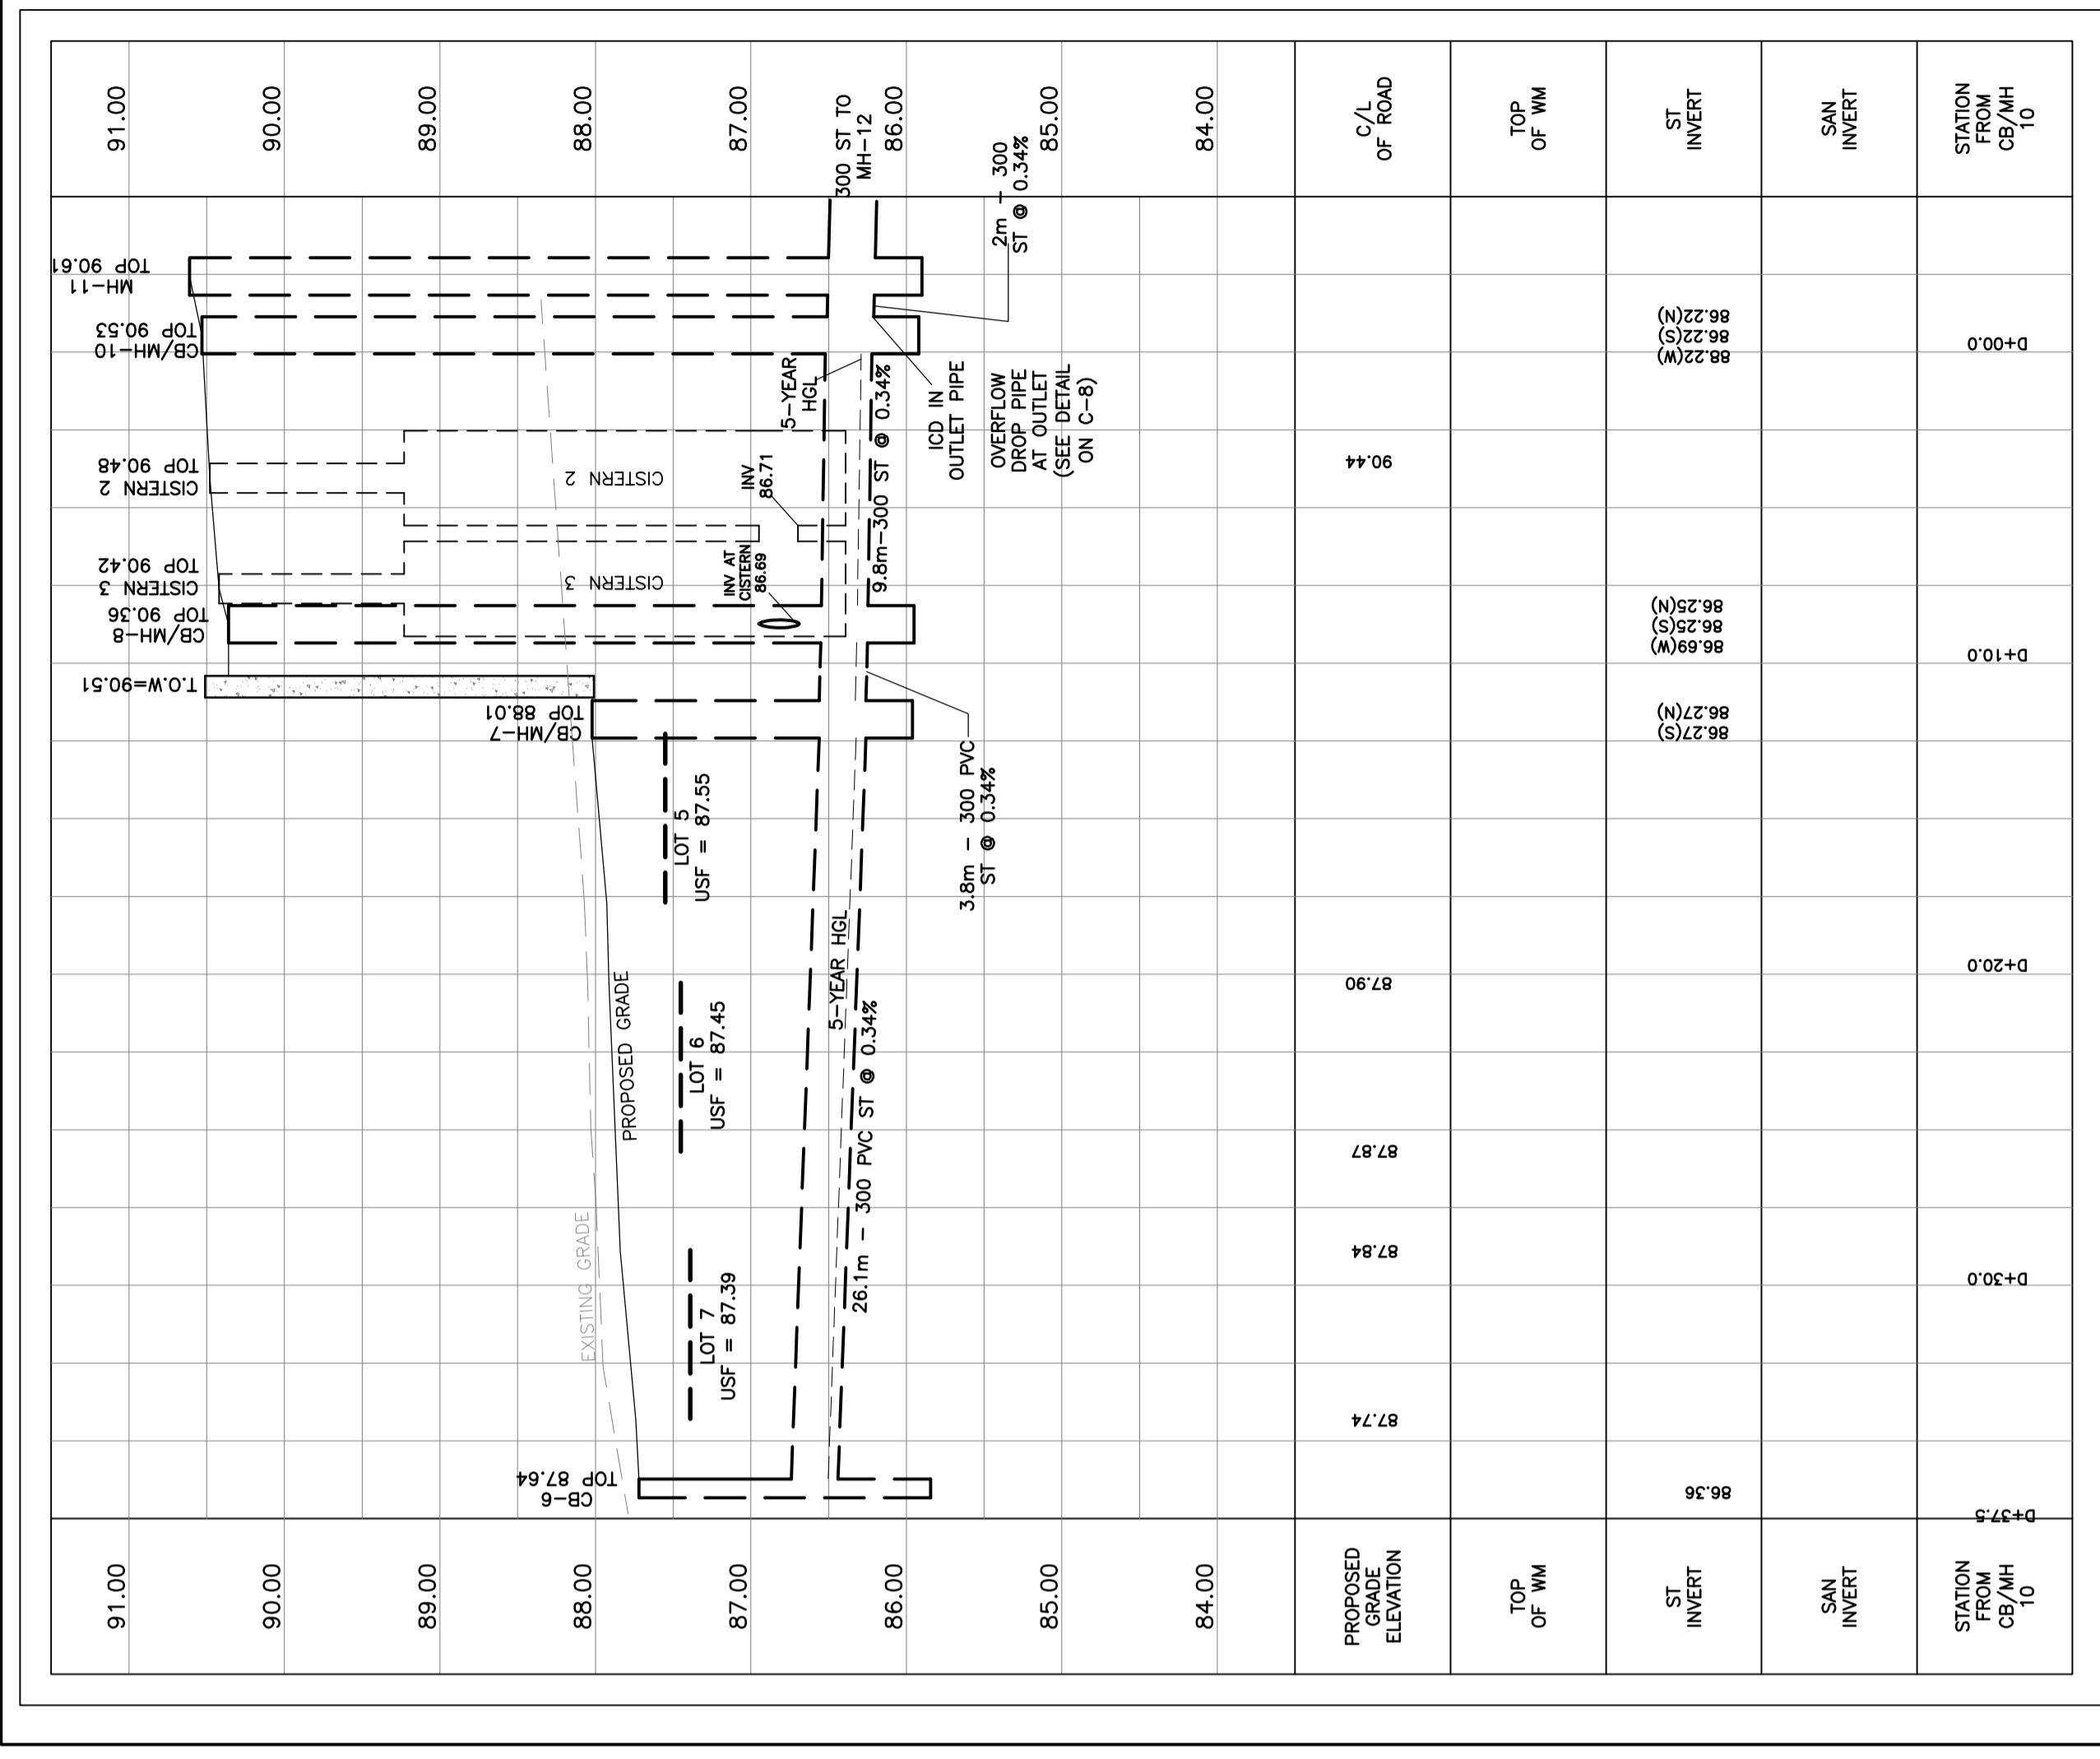 91.00
90.00
89.00
88.00
87.00
86.00
85.00
84.00
C/L
OF ROAD
TOP
OF WM
ST
INVERT
SAN
INVERT
STATION
FROM
CB/MH
10
300 ST TO
MH-12
2m - 300
ST @ 0.34%
MH-11
TOP 90.61
CB/MH-10
TOP 90.53
CISTERN 2
TOP 90.48
CISTERN 3
TOP 90.42
CB/MH-8
TOP 90.36
T.O.W=90.51
CB/MH-7
TOP 88.01
CISTERN 2
CISTERN 3
5-YEAR
HGL
INV
86.71
INV AT
CISTERN
86.69
9.8m-300 ST @ 0.34%
ICD IN
OUTLET PIPE
OVERFLOW
DROP PIPE
AT OUTLET
(SEE DETAIL
ON C-8)
3.8m - 300 PVC
ST @ 0.34%
LOT 5
USF = 87.55
LOT 6
USF = 87.45
LOT 7
USF = 87.39
PROPOSED GRADE
EXISTING GRADE
5-YEAR HGL
26.1m - 300 PVC ST @ 0.34%
CB-6
TOP 87.64
90.44
87.90
87.87
87.84
87.74
88.22(W)
86.22(S)
86.22(N)
86.69(W)
86.25(S)
86.25(N)
86.27(S)
86.27(N)
86.36
D+00.0
D+10.0
D+20.0
D+30.0
D+37.5
91.00
90.00
89.00
88.00
87.00
86.00
85.00
84.00
PROPOSED
GRADE
ELEVATION
TOP
OF WM
ST
INVERT
SAN
INVERT
STATION
FROM
CB/MH
10